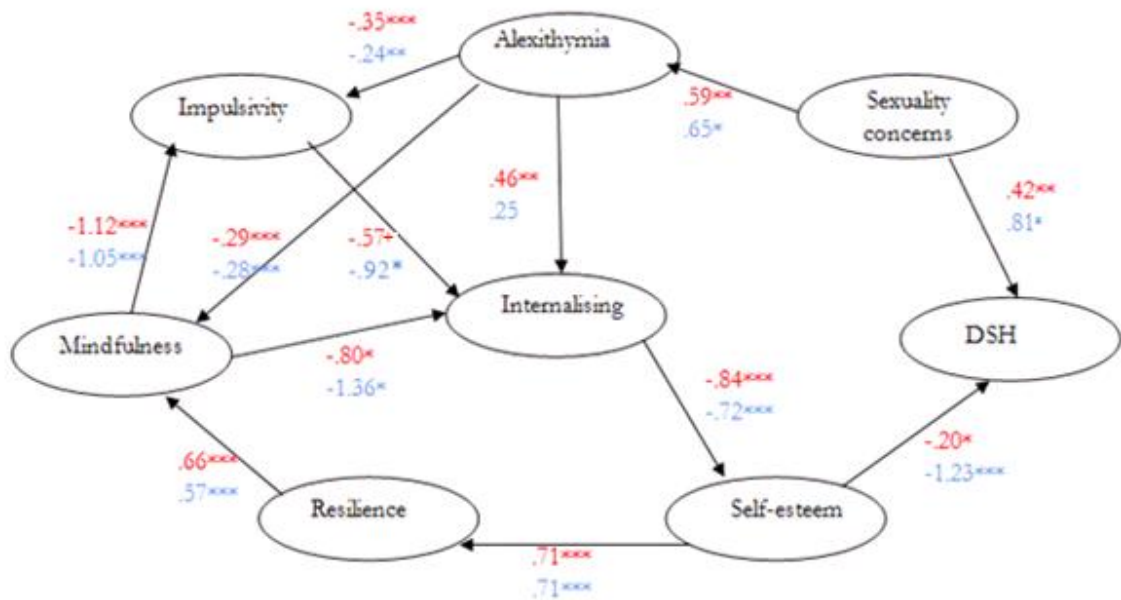 -.35***
-.24**
Alexithymia
Impulsivity
.59**
.65*
Sexuality
concerns
.46**
.25
.42**
.81*
-1.12***
-1.05***
-.29***
-.28***
-.57+
-.92*
Internalising
Mindfulness
DSH
-.80*
-1.36*
-.84***
-.72***
.66***
.57***
-.20*
-1.23***
Resilience
Self-esteem
.71***
.71***